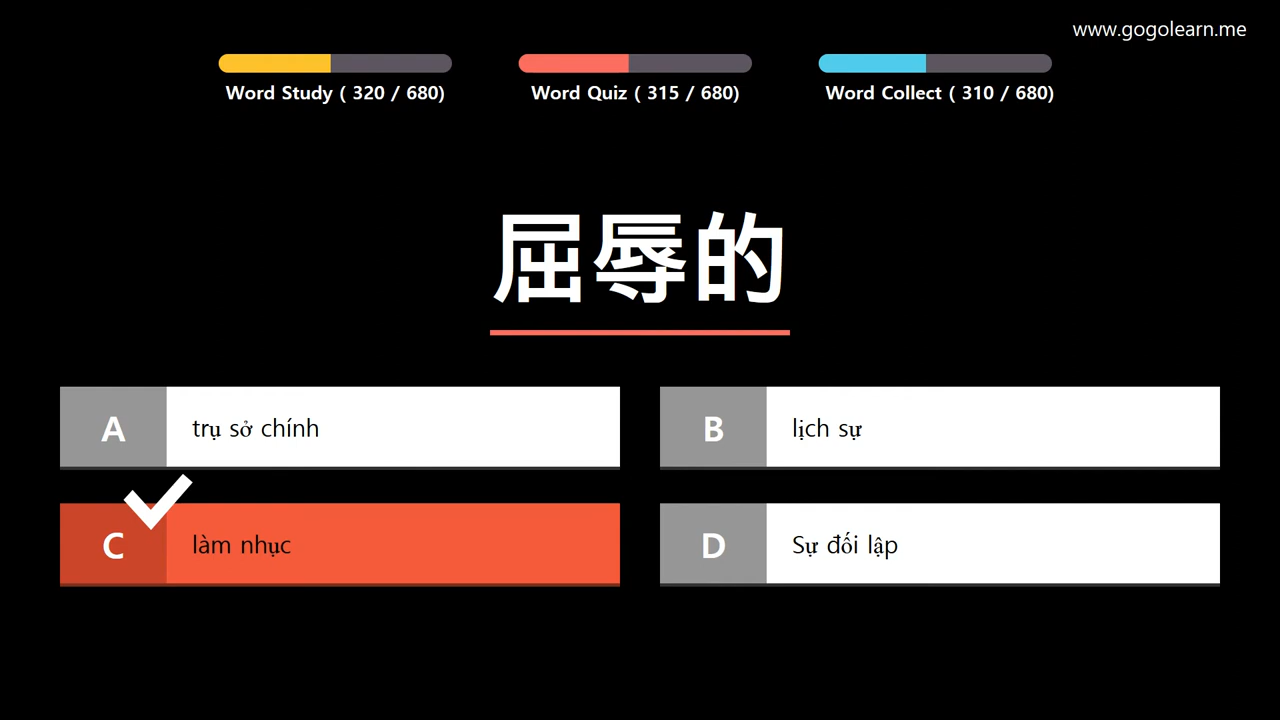 www.gogolearn.me
Word Study ( 320 / 680)
Word Quiz ( 315 / 680)
Word Collect ( 310 / 680)
屈辱的
A trụ sở chính
B lịch sự
C làm nhục
D Sự đối lập